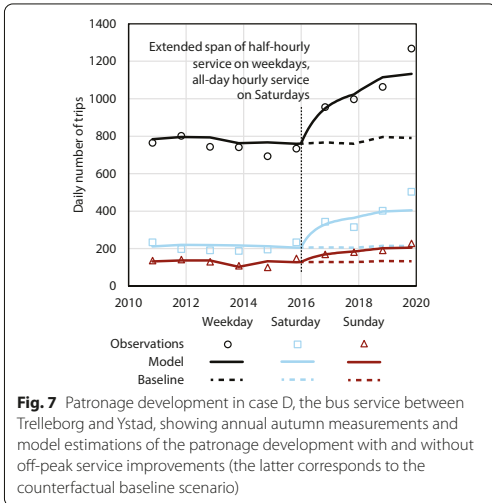 1400
1200
1000
800
600
400
200
0
Daily number of trips
Extended span of half-hourly
service on weekdays,
all-day hourly service
on Saturdays
2010 2012 2014 2016 2018 2020
Weekday Saturday Sunday
Observations
Model
Baseline
Fig. 7 Patronage development in case D, the bus service between
Trelleborg and Ystad, showing annual autumn measurements and
model estimations of the patronage development with and without
off-peak service improvements (the latter corresponds to the
counterfactual baseline scenario)